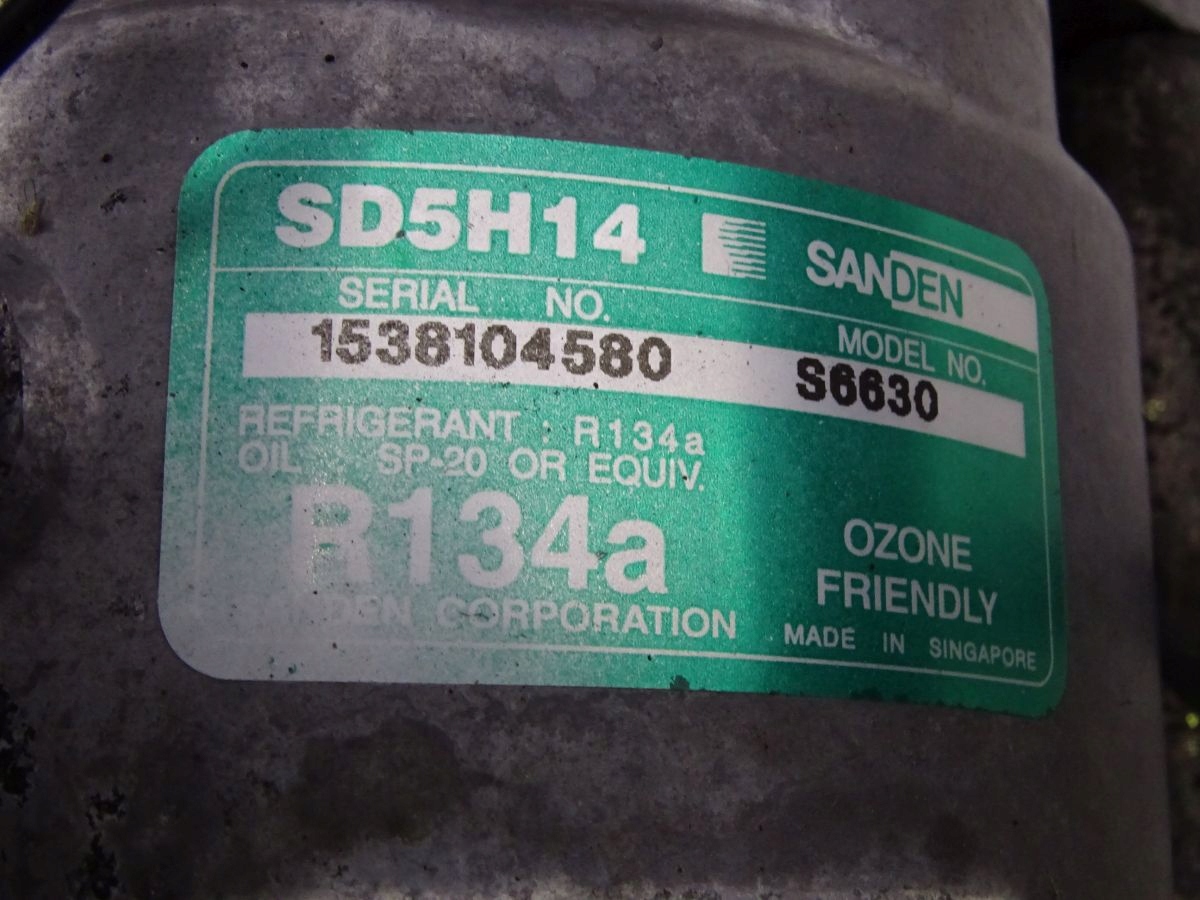 SD5H14 SANDEN
SERIAL NO. MODEL NO.
1538104580 S6630
REFRIGERANT : R134a
OIL : SP-20 OR EQUIV.
R134a
OZONE
FRIENDLY
SANDEN CORPORATION
MADE IN SINGAPORE